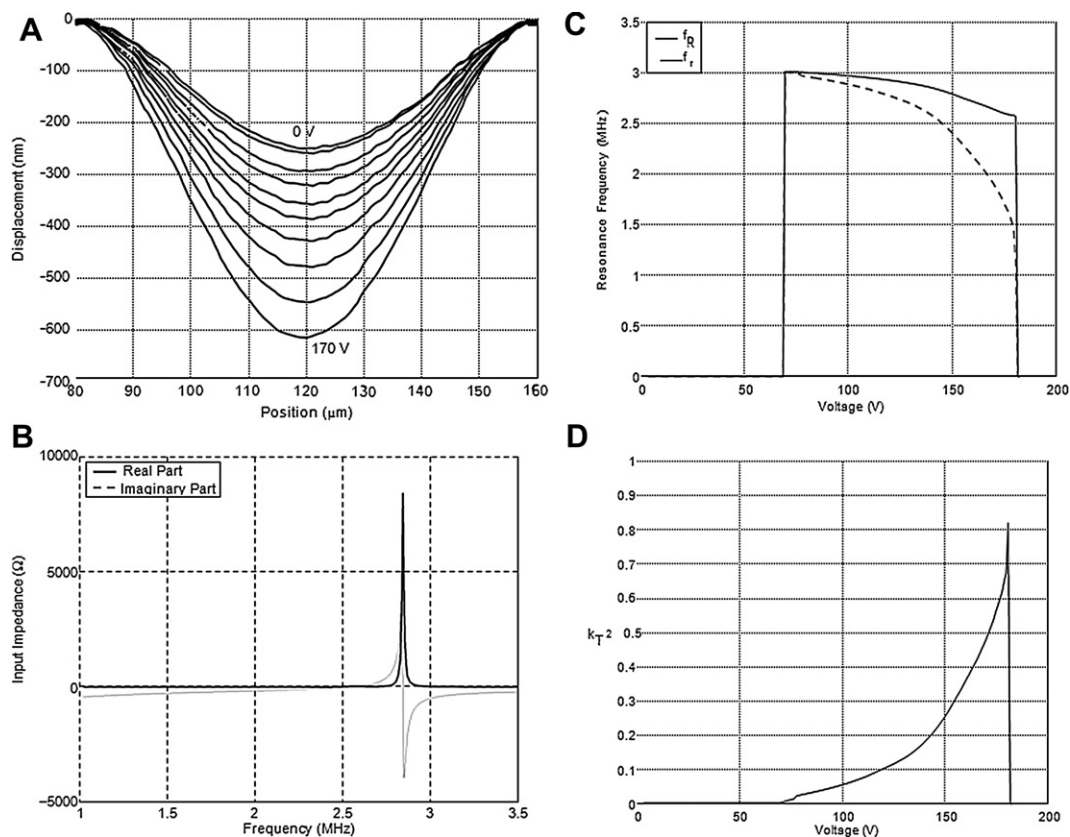 A
0
−100
−200
−300
−400
−500
−600
−700
Displacement (nm)
0 V
170 V
80 90 100 110 120 130 140 150 160
Position (µm)
B
10000
5000
0
−5000
Input Impedance (Ω)
Real Part
Imaginary Part
1 1.5 2 2.5 3 3.5
Frequency (MHz)
C
3.5
3
2.5
2
1.5
1
0.5
0
Resonance Frequency (MHz)
f_R
f_r
0 50 100 150 200
Voltage (V)
D
1
0.9
0.8
0.7
0.6
0.5
0.4
0.3
0.2
0.1
0
k_T²
0 50 100 150 200
Voltage (V)